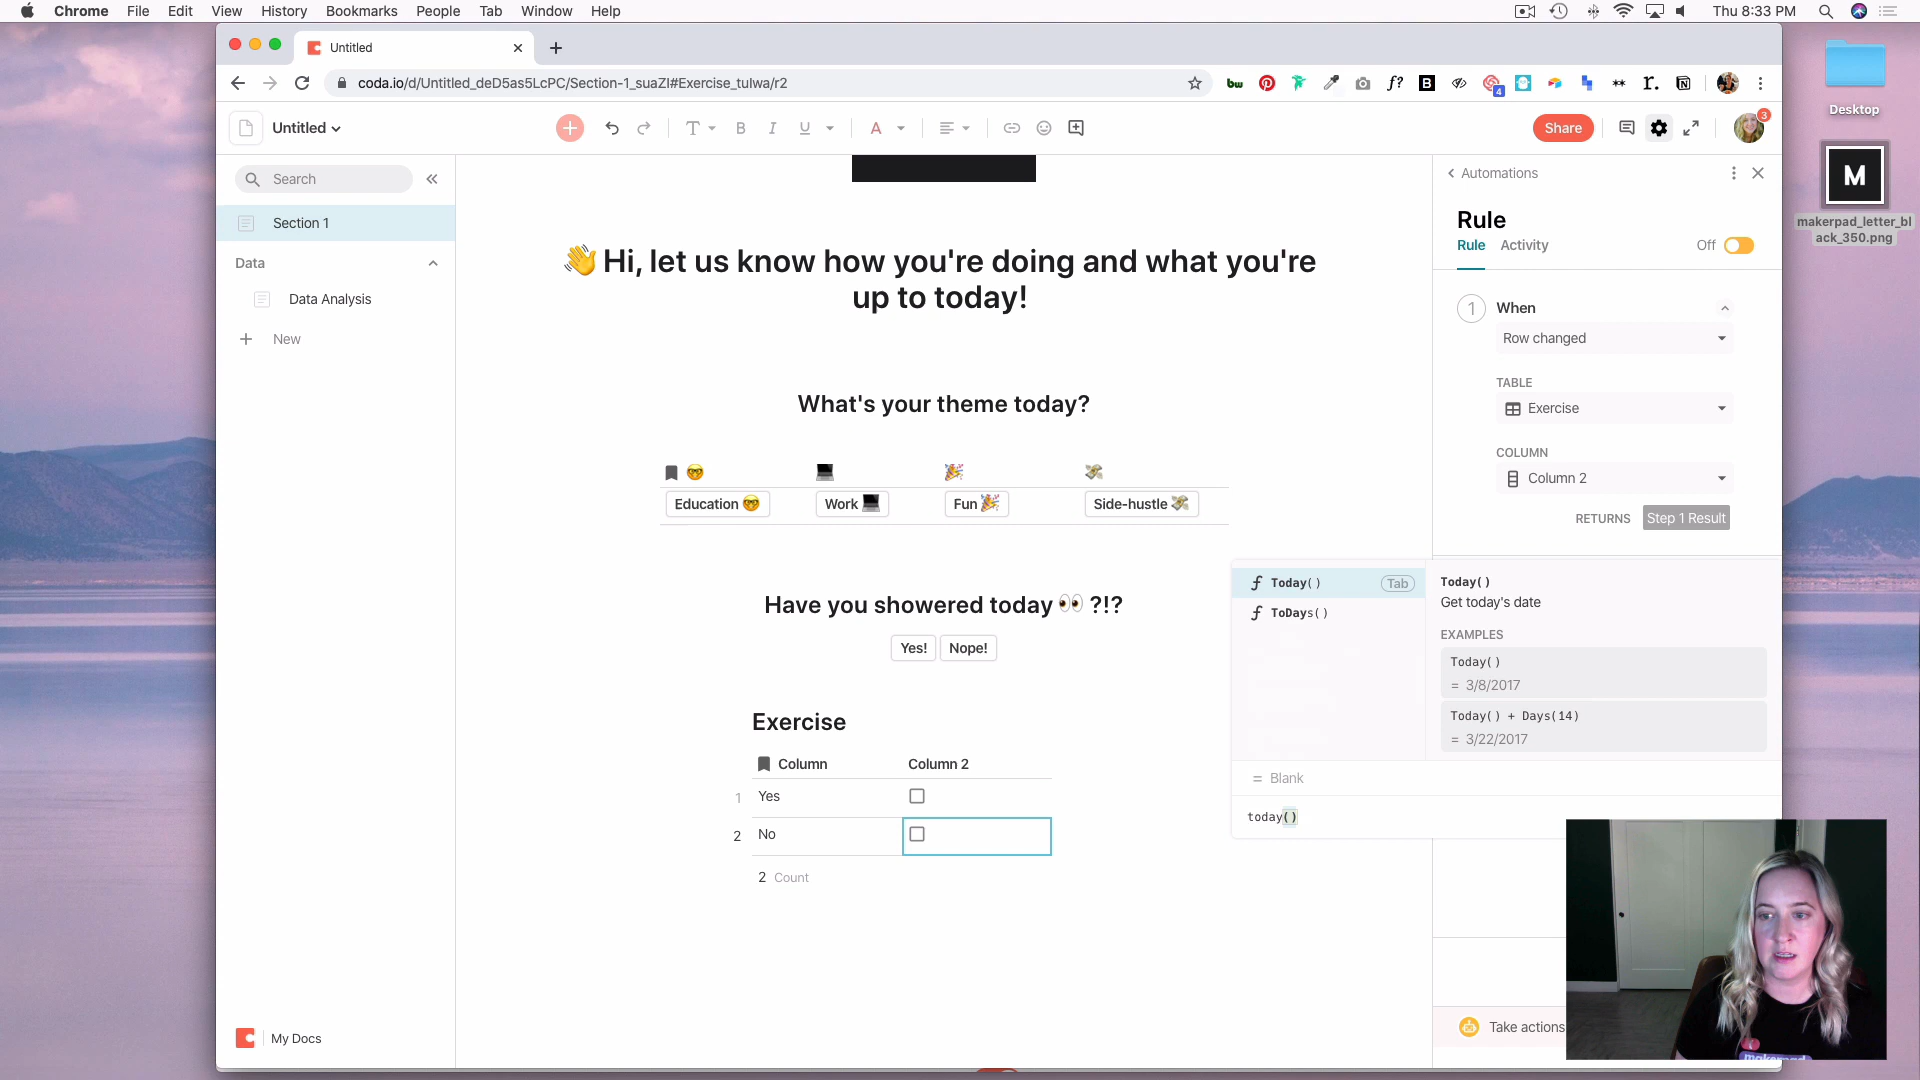 Chrome File Edit View History Bookmarks People Tab Window Help
Thu 8:33 PM
Untitled
coda.io/d/Untitled_deD5as5LcPC/Section-1_suaZI#Exercise_tulwa/r2
bw
f?
B
4
r.
Untitled
T
B
I
U
A
Share
3
Desktop
M
makerpad_letter_bl
ack_350.png
Search
Section 1
Data
Data Analysis
New
My Docs
👋 Hi, let us know how you're doing and what you're
up to today!
What's your theme today?
🤓 💻 🎉 💸
Education 🤓 Work 💻 Fun 🎉 Side-hustle 💸
Have you showered today 👀 ?!?
Yes! Nope!
Exercise
Column Column 2
1 Yes
2 No
2 Count
Automations
Rule
Rule Activity Off
1 When
Row changed
TABLE
Exercise
COLUMN
Column 2
RETURNS Step 1 Result
Today() Tab
ToDays()
Today()
Get today's date
EXAMPLES
Today()
= 3/8/2017
Today() + Days(14)
= 3/22/2017
= Blank
today()
Take actions
makerpad